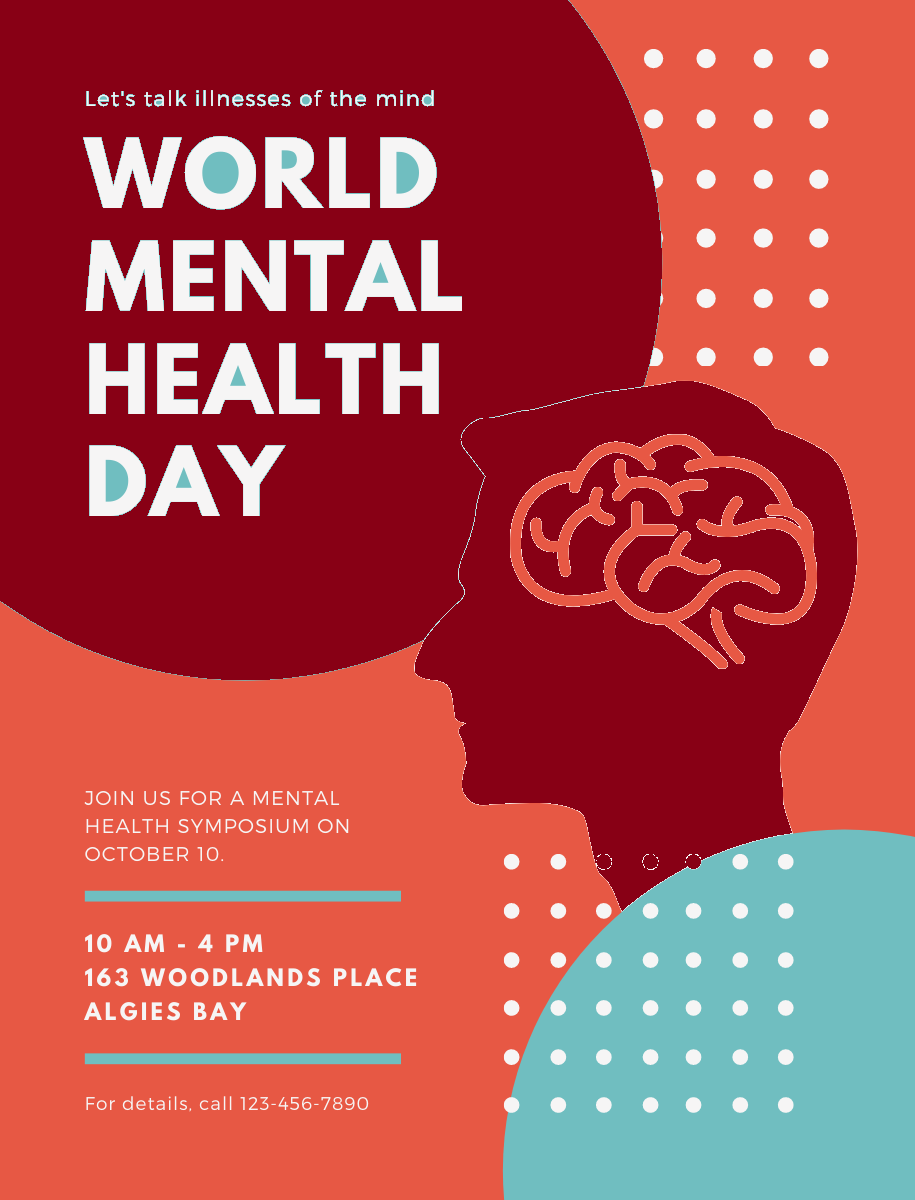 Let's talk illnesses of the mind
WORLD
MENTAL
HEALTH
DAY
JOIN US FOR A MENTAL
HEALTH SYMPOSIUM ON
OCTOBER 10.
10 AM - 4 PM
163 WOODLANDS PLACE
ALGIES BAY
For details, call 123-456-7890